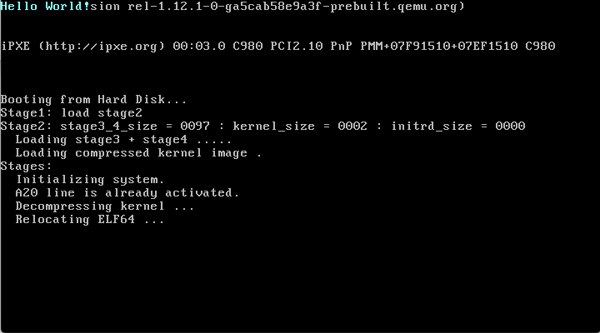 Hello World!sion rel-1.12.1-0-ga5cab58e9a3f-prebuilt.qemu.org)
iPXE (http://ipxe.org) 00:03.0 C980 PCI2.10 PnP PMM+07F91510+07EF1510 C980
Booting from Hard Disk...
Stage1: load stage2
Stage2: stage3_4_size = 0097 : kernel_size = 0002 : initrd_size = 0000
Loading stage3 + stage4 .....
Loading compressed kernel image .
Stages:
Initializing system.
A20 line is already activated.
Decompressing kernel ...
Relocating ELF64 ...